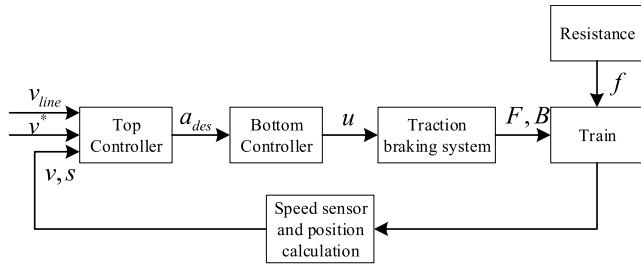 Resistance
f
v_line
v*
v, s
Top
Controller
a_des
Bottom
Controller
u
Traction
braking system
F, B
Train
Speed sensor
and position
calculation